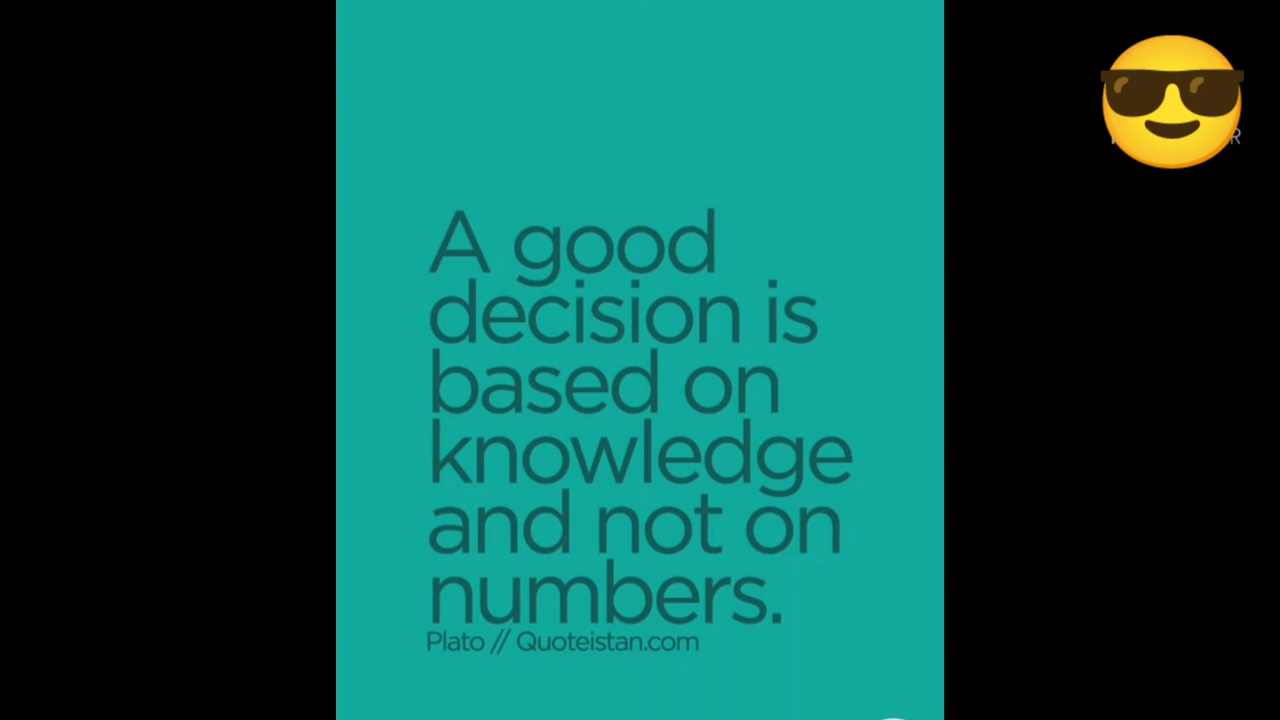 A good
decision is
based on
knowledge
and not on
numbers.
Plato // Quoteistan.com